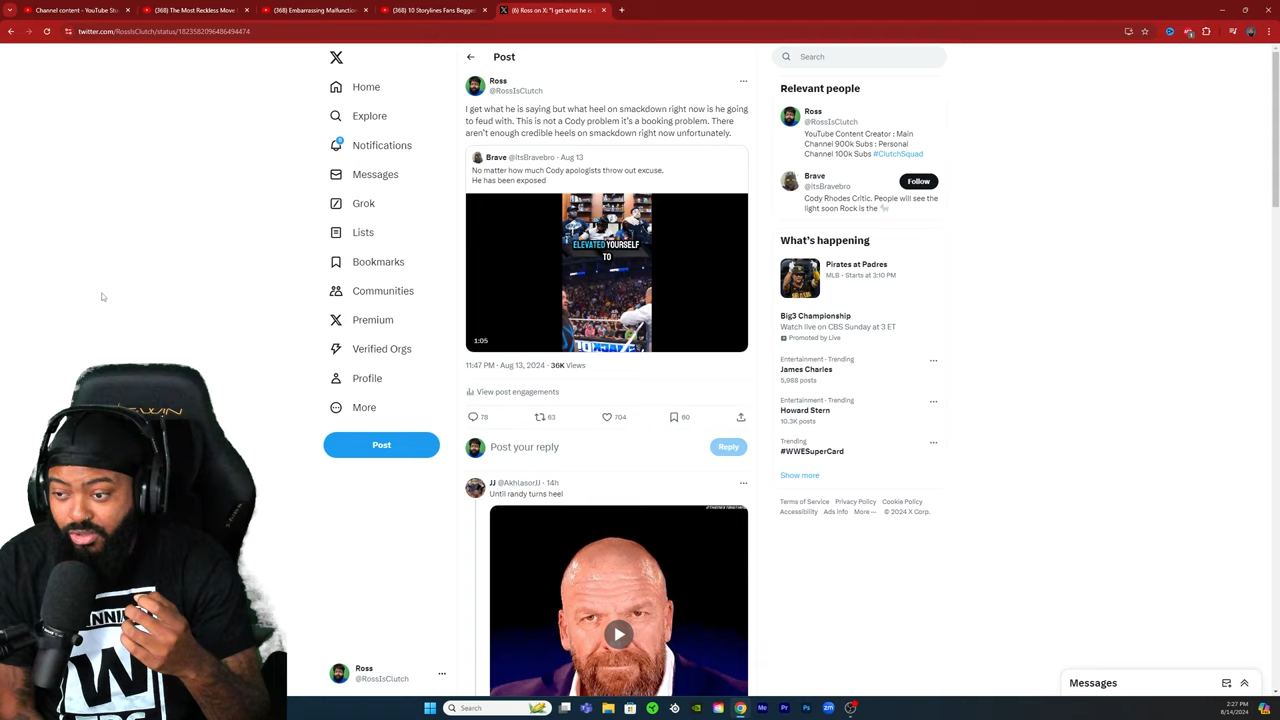 Channel content - YouTube Stu
(368) The Most Reckless Move
(368) Embarrassing Malfunction
(368) 10 Storylines Fans Begged
(6) Ross on X: "I get what he is
twitter.com/RossIsClutch/status/1823582096486494474
Home
Explore
Notifications
Messages
Grok
Lists
Bookmarks
Communities
Premium
Verified Orgs
Profile
More
Post
Ross
@RossIsClutch
Post
Ross
@RossIsClutch
I get what he is saying but what heel on smackdown right now is he going
to feud with. This is not a Cody problem it's a booking problem. There
aren't enough credible heels on smackdown right now unfortunately.
Brave @ItsBravebro · Aug 13
No matter how much Cody apologists throw out excuse.
He has been exposed
ELEVATED YOURSELF
TO
1:05
11:47 PM · Aug 13, 2024 · 36K Views
View post engagements
78 63 704 60
Post your reply
Reply
JJ @AkhlasorJJ · 14h
Until randy turns heel
Search
Relevant people
Ross
@RossIsClutch
YouTube Content Creator : Main
Channel 900k Subs : Personal
Channel 100k Subs #ClutchSquad
Brave
@ItsBravebro
Follow
Cody Rhodes Critic. People will see the
light soon Rock is the
What's happening
Pirates at Padres
MLB · Starts at 3:10 PM
Big3 Championship
Watch live on CBS Sunday at 3 ET
Promoted by Live
Entertainment · Trending
James Charles
5,988 posts
Entertainment · Trending
Howard Stern
10.3K posts
Trending
#WWESuperCard
Show more
Terms of Service Privacy Policy Cookie Policy
Accessibility Ads info More ··· © 2024 X Corp.
Messages
Search
2:27 PM
8/14/2024